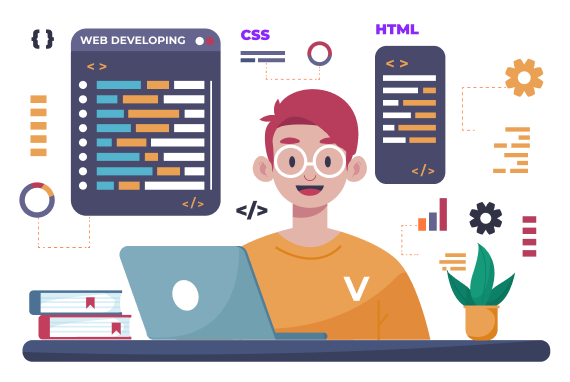 { }
WEB DEVELOPING
< >
</>
CSS
HTML
< >
</>
</>
V